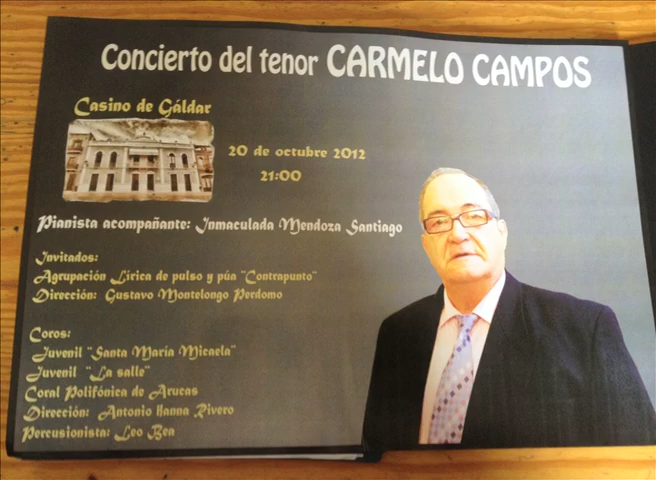 Concierto del tenor CARMELO CAMPOS
Casino de Gáldar
20 de octubre 2012
21:00
Pianista acompañante: Inmaculada Mendoza Santiago
Invitados:
Agrupación Lírica de pulso y púa "Contrapunto"
Dirección: Gustavo Montelongo Perdomo
Coros:
Juvenil "Santa María Micaela"
Juvenil "La salle"
Coral Polifónica de Arucas
Dirección: Antonio Hanna Rivero
Percusionista: Leo Bea